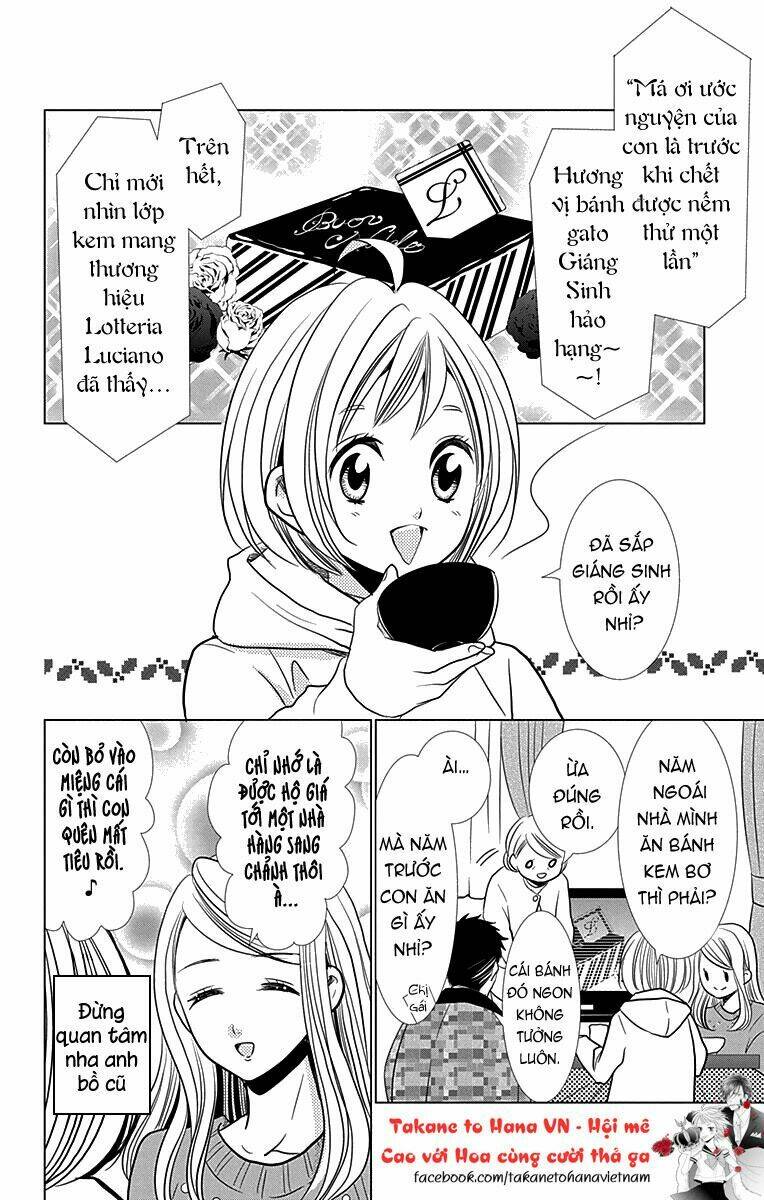 “Má ơi ước
nguyện của
con là trước
khi chết
được nếm
thử một
lần”
Hương
vị bánh
gato
Giáng
Sinh
hảo
hạng~
~!
Trên
hết,
Chỉ mới
nhìn lớp
kem mang
thương
hiệu
Lotteria
Luciano
đã thấy...
L
ĐÃ SẮP
GIÁNG SINH
RỒI ẤY
NHỈ?
NĂM
NGOÁI
NHÀ MÌNH
ĂN BÁNH
KEM BƠ
THÌ PHẢI?
ỪA
ĐÚNG
RỒI.
CÁI BÁNH
ĐÓ NGON
KHÔNG
TƯỞNG
LUÔN.
ÀI...
MÀ NĂM
TRƯỚC
CON ĂN
GÌ ẤY
NHỈ?
Chị
Gái
CHỈ NHỚ LÀ
ĐƯỢC HỘ GIÁ
TỚI MỘT NHÀ
HÀNG SANG
CHẢNH THÔI
À...
CÒN BỎ VÀO
MIỆNG CÁI
GÌ THÌ CON
QUÊN MẤT
TIÊU RỒI.
♪
Đừng
quan tâm
nha anh
bồ cũ
Takane to Hana VN - Hội mê
Cao với Hoa cùng cười thả ga
facebook.com/takanetohanavietnam